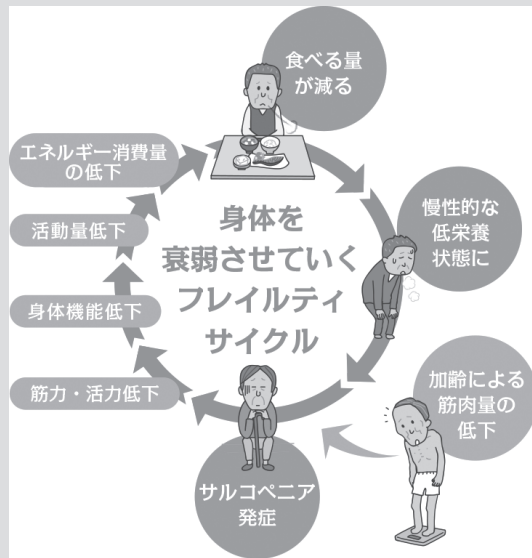 食べる量
が減る
慢性的な
低栄養
状態に
加齢による
筋肉量の
低下
サルコペニア
発症
筋力・活力低下
身体機能低下
活動量低下
エネルギー消費量
の低下
身体を
衰弱させていく
フレイルティ
サイクル